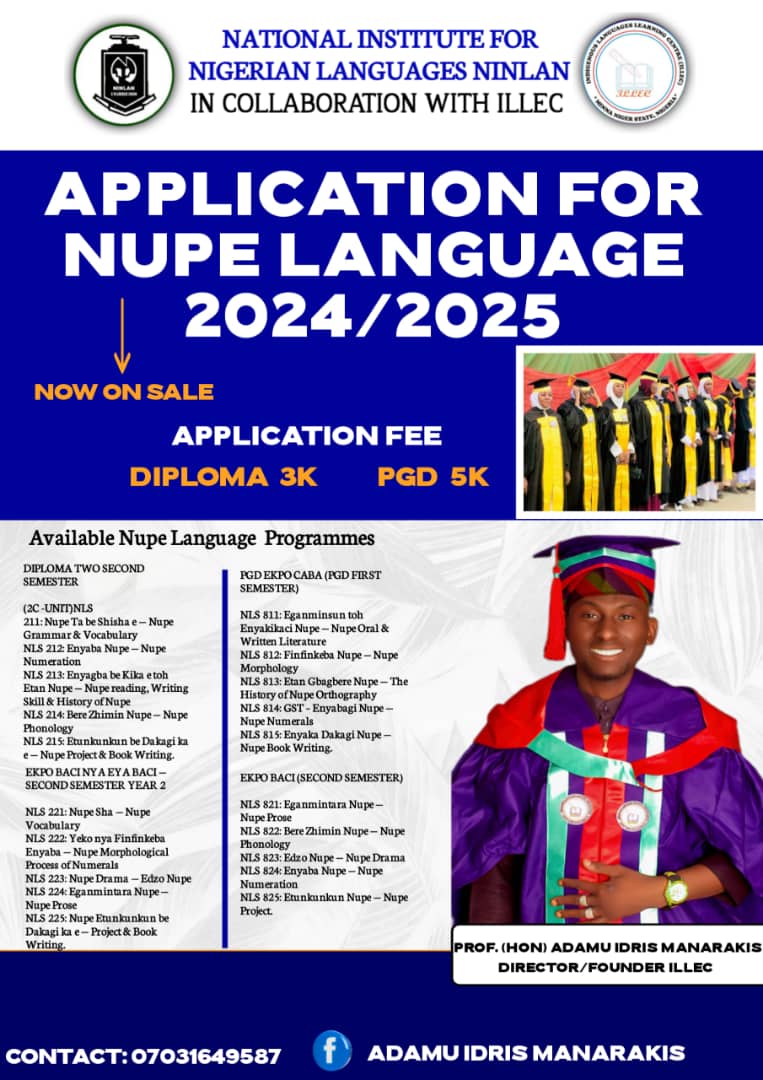 NATIONAL INSTITUTE FOR
NIGERIAN LANGUAGES NINLAN
IN COLLABORATION WITH ILLEC
NINLAN
INDIGENOUS LANGUAGES LEARNING CENTRE (ILLEC)
ILLEC
MINNA NIGER STATE, NIGERIA
APPLICATION FOR
NUPE LANGUAGE
2024/2025
NOW ON SALE
APPLICATION FEE
DIPLOMA 3K PGD 5K
Available Nupe Language Programmes
DIPLOMA TWO SECOND
SEMESTER
(2C -UNIT)NLS
211: Nupe Ta be Shisha e – Nupe
Grammar & Vocabulary
NLS 212: Enyaba Nupe – Nupe
Numeration
NLS 213: Enyagba be Kika e toh
Etan Nupe – Nupe reading, Writing
Skill & History of Nupe
NLS 214: Bere Zhimin Nupe – Nupe
Phonology
NLS 215: Etunkunkun be Dakagi ka
e – Nupe Project & Book Writing.
EKPO BACI NYA EYA BACI –
SECOND SEMESTER YEAR 2
NLS 221: Nupe Sha – Nupe
Vocabulary
NLS 222: Yeko nya Finfinkeba
Enyaba – Nupe Morphological
Process of Numerals
NLS 223: Nupe Drama – Edzo Nupe
NLS 224: Eganmintara Nupe –
Nupe Prose
NLS 225: Nupe Etunkunkun be
Dakagi ka e – Project & Book
Writing.
PGD EKPO CABA (PGD FIRST
SEMESTER)
NLS 811: Eganminsun toh
Enyakikaci Nupe – Nupe Oral &
Written Literature
NLS 812: Finfinkeba Nupe – Nupe
Morphology
NLS 813: Etan Gbagbere Nupe – The
History of Nupe Orthography
NLS 814: GST - Enyabagi Nupe –
Nupe Numerals
NLS 815: Enyaka Dakagi Nupe –
Nupe Book Writing.
EKPO BACI (SECOND SEMESTER)
NLS 821: Eganmintara Nupe –
Nupe Prose
NLS 822: Bere Zhimin Nupe – Nupe
Phonology
NLS 823: Edzo Nupe – Nupe Drama
NLS 824: Enyaba Nupe – Nupe
Numeration
NLS 825: Etunkunkun Nupe – Nupe
Project.
PROF. (HON) ADAMU IDRIS MANARAKIS
DIRECTOR/FOUNDER ILLEC
CONTACT: 07031649587
ADAMU IDRIS MANARAKIS